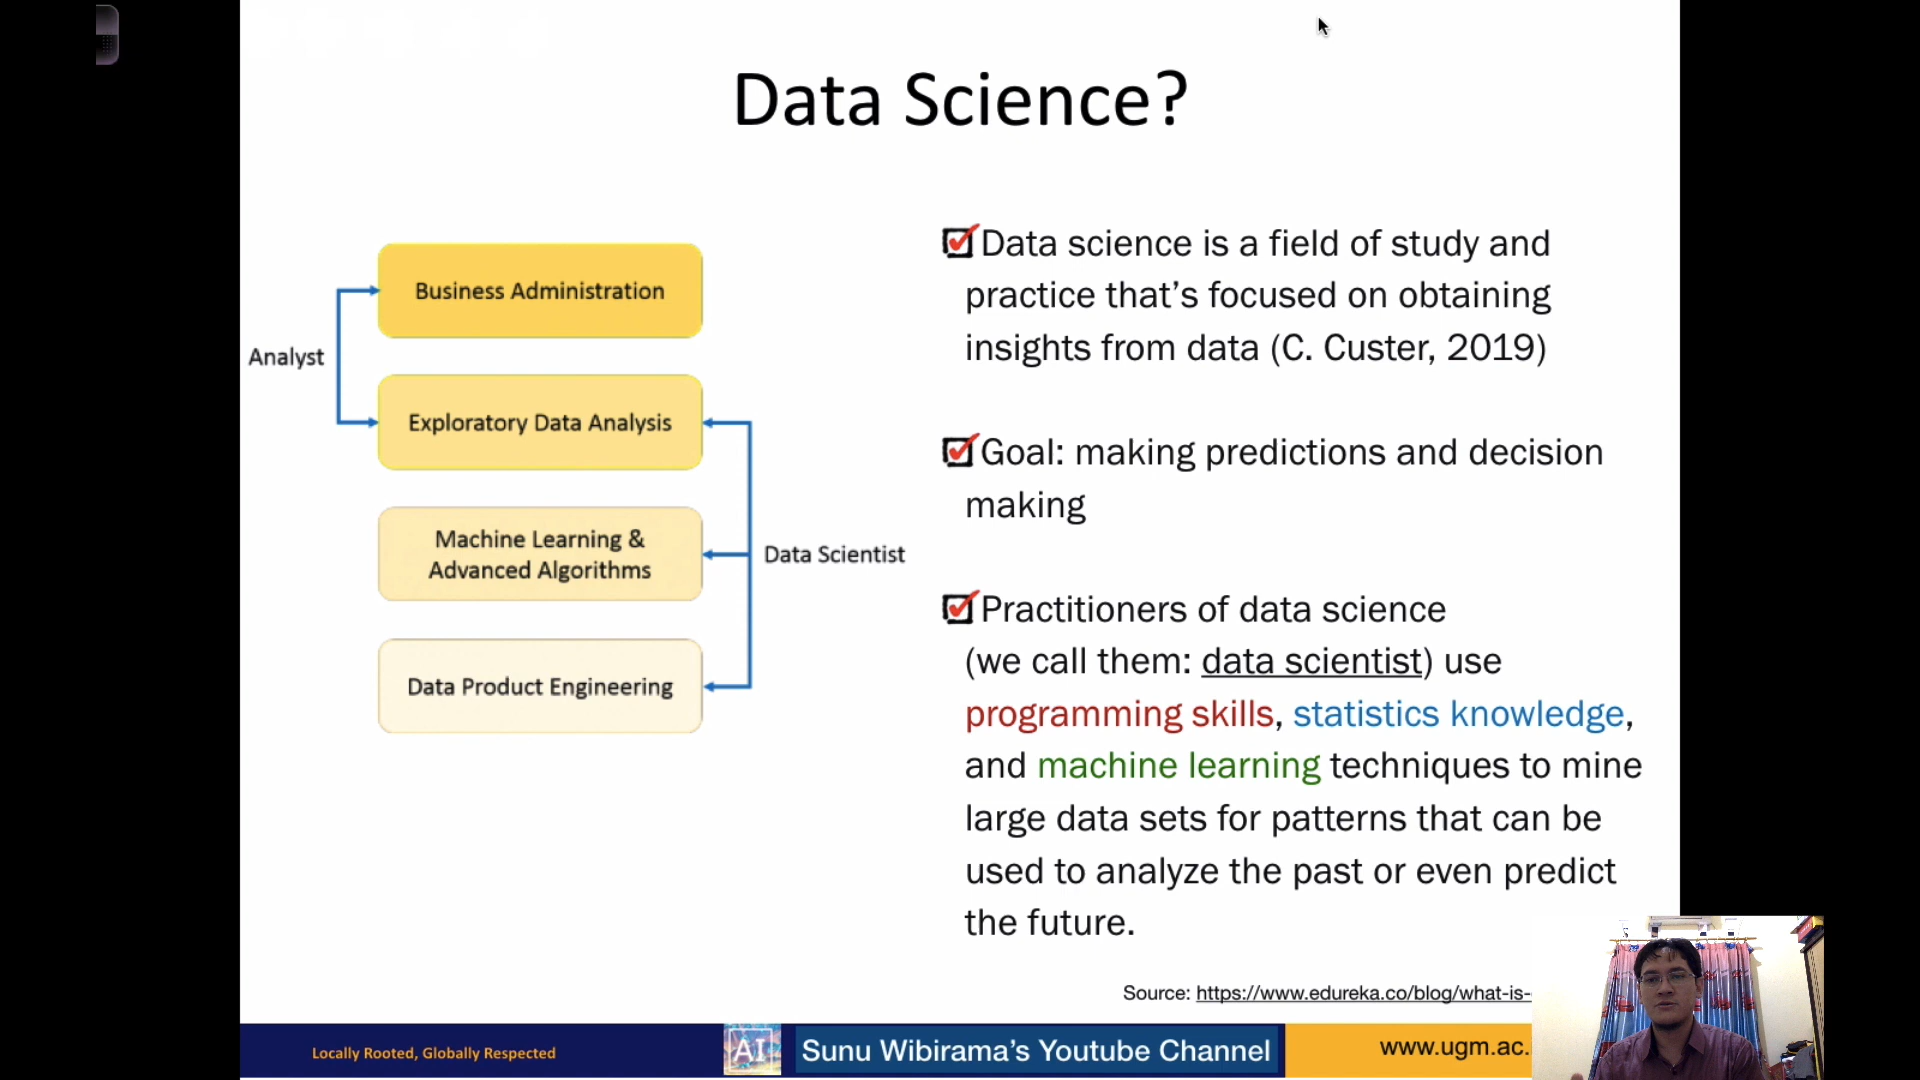 Data Science?
Business Administration
Analyst
Exploratory Data Analysis
Machine Learning &
Advanced Algorithms
Data Scientist
Data Product Engineering
Data science is a field of study and
practice that’s focused on obtaining
insights from data (C. Custer, 2019)
Goal: making predictions and decision
making
Practitioners of data science
(we call them: data scientist) use
programming skills, statistics knowledge,
and machine learning techniques to mine
large data sets for patterns that can be
used to analyze the past or even predict
the future.
Source: https://www.edureka.co/blog/what-is-
Locally Rooted, Globally Respected
AI
Sunu Wibirama’s Youtube Channel
www.ugm.ac.